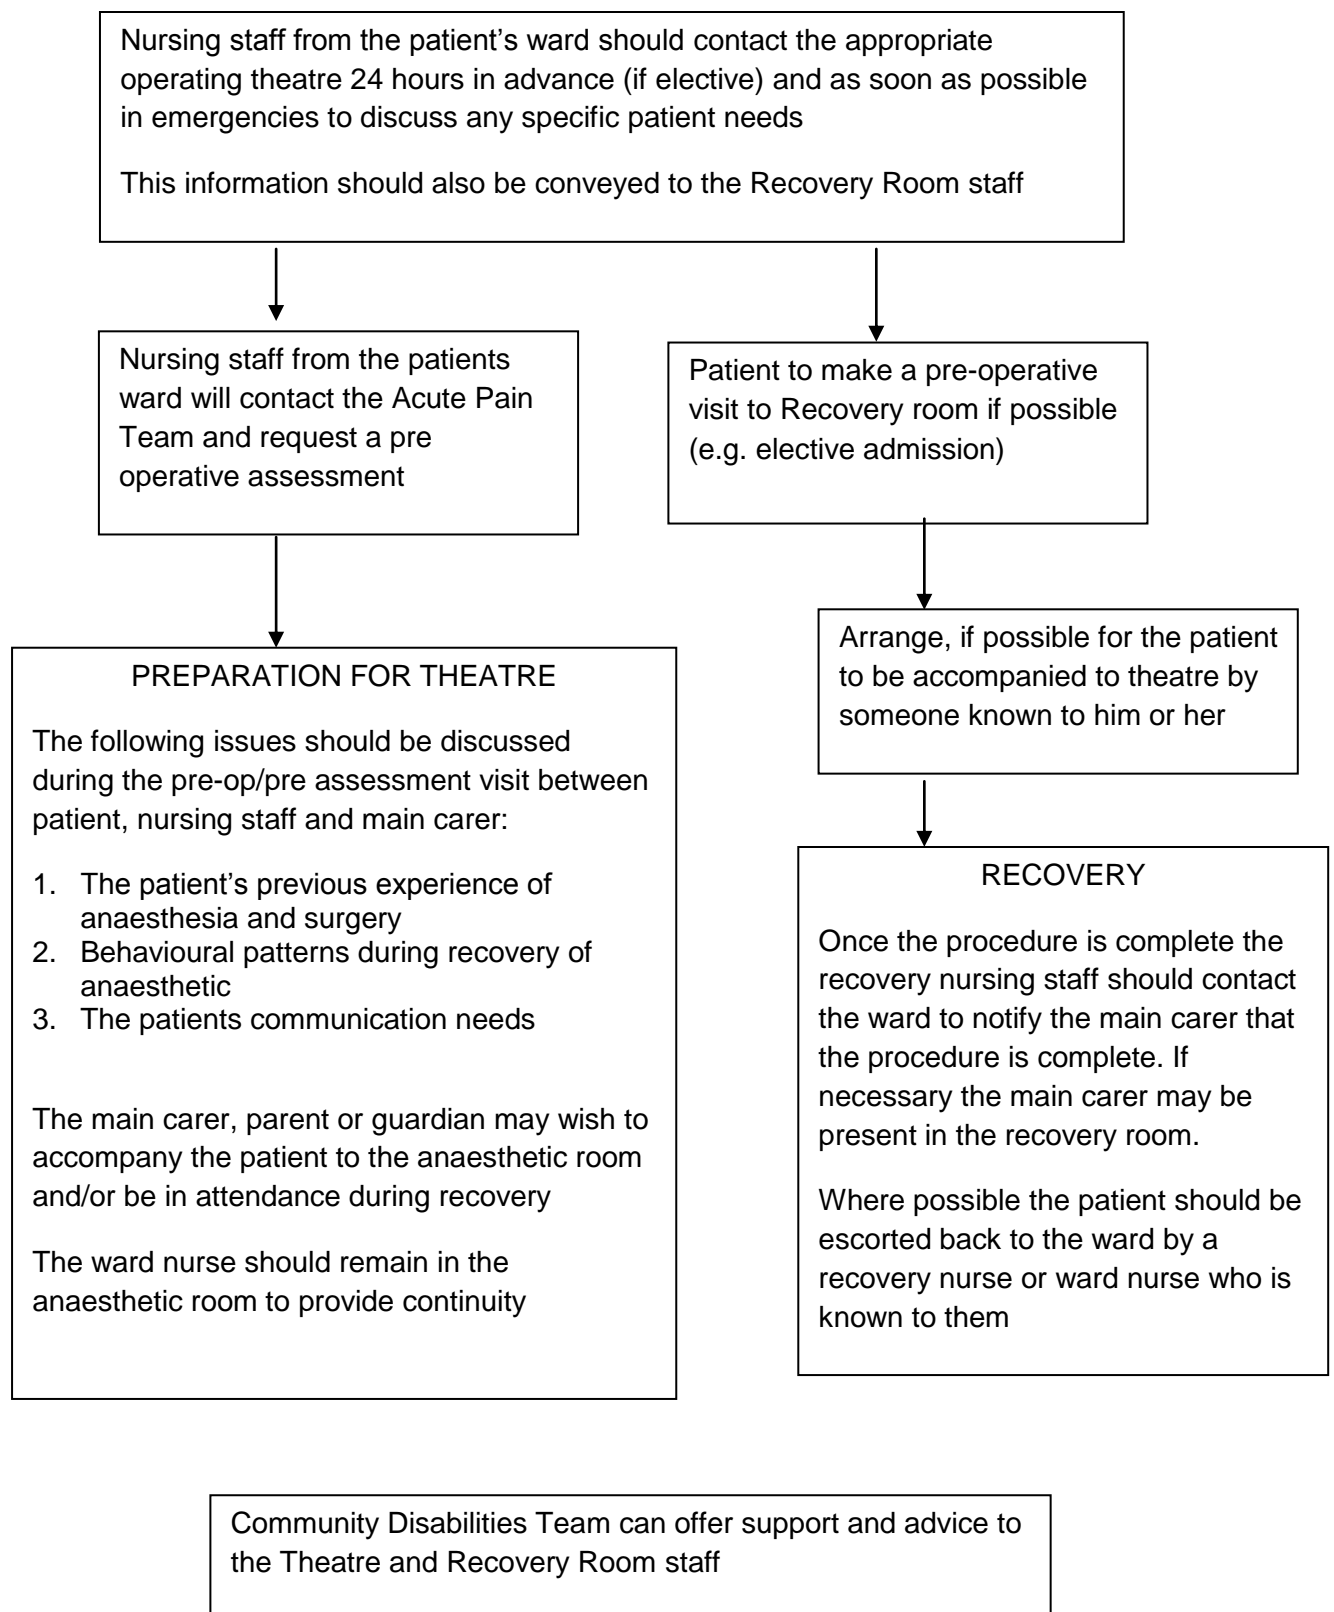 Nursing staff from the patient’s ward should contact the appropriate
operating theatre 24 hours in advance (if elective) and as soon as possible
in emergencies to discuss any specific patient needs
This information should also be conveyed to the Recovery Room staff
Nursing staff from the patients
ward will contact the Acute Pain
Team and request a pre
operative assessment
Patient to make a pre-operative
visit to Recovery room if possible
(e.g. elective admission)
Arrange, if possible for the patient
to be accompanied to theatre by
someone known to him or her
PREPARATION FOR THEATRE
The following issues should be discussed
during the pre-op/pre assessment visit between
patient, nursing staff and main carer:
1. The patient’s previous experience of
anaesthesia and surgery
2. Behavioural patterns during recovery of
anaesthetic
3. The patients communication needs
The main carer, parent or guardian may wish to
accompany the patient to the anaesthetic room
and/or be in attendance during recovery
The ward nurse should remain in the
anaesthetic room to provide continuity
RECOVERY
Once the procedure is complete the
recovery nursing staff should contact
the ward to notify the main carer that
the procedure is complete. If
necessary the main carer may be
present in the recovery room.
Where possible the patient should be
escorted back to the ward by a
recovery nurse or ward nurse who is
known to them
Community Disabilities Team can offer support and advice to
the Theatre and Recovery Room staff